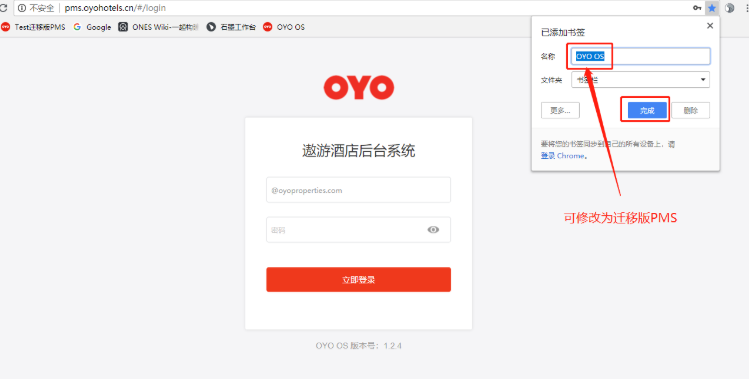 不安全 | pms.oyohotels.cn/#/login
OYO Test迁移版PMS Google ONES Wiki-一起构 石墨工作台 OYO OYO OS
已添加书签
名称 OYO OS
文件夹
更多... 完成 删除
要将您的书签同步到自己的所有设备上，请
登录 Chrome。
可修改为迁移版PMS
OYO
遨游酒店后台系统
@oyoproperties.com
密码
立即登录
OYO OS 版本号：1.2.4